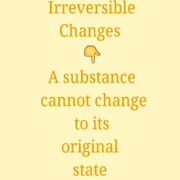 Irreversible
Changes
👇
A substance
cannot change
to its
original
state